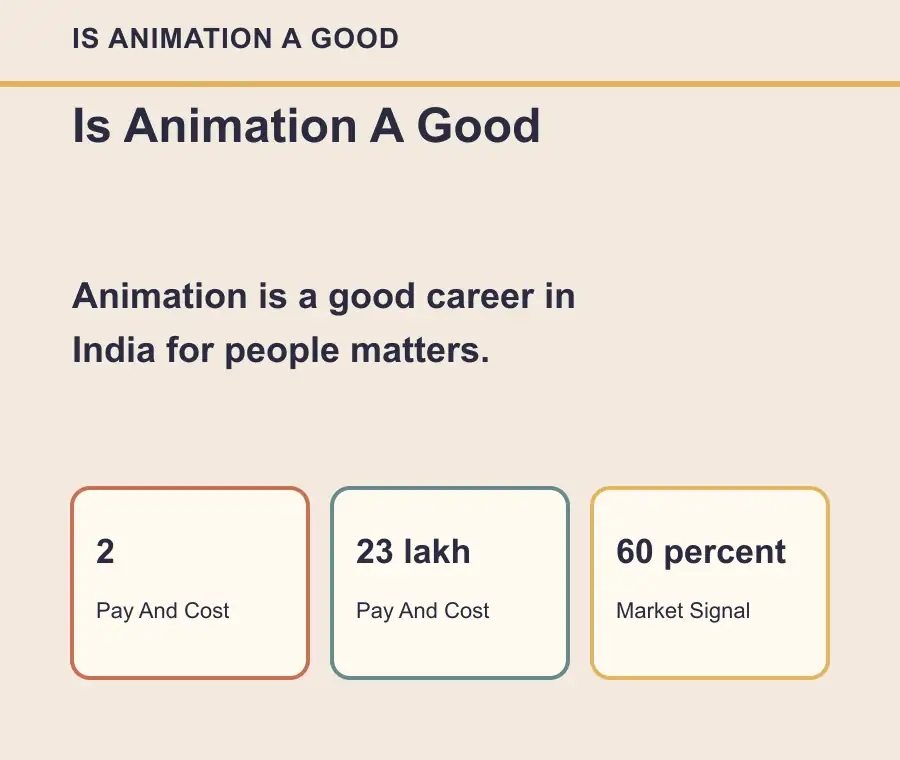 IS ANIMATION A GOOD
Is Animation A Good
Animation is a good career in
India for people matters.
2
Pay And Cost
23 lakh
Pay And Cost
60 percent
Market Signal